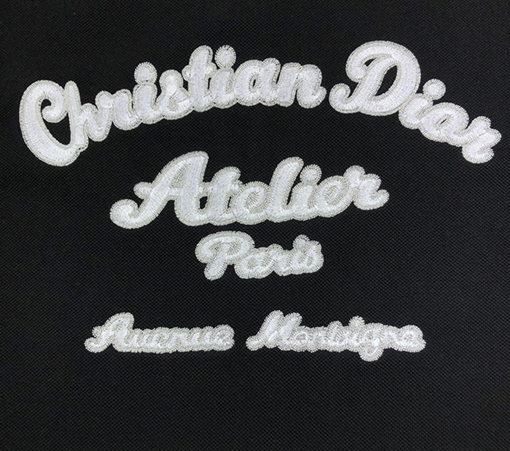 Christian Dior
Atelier
Paris
Avenue Montaigne